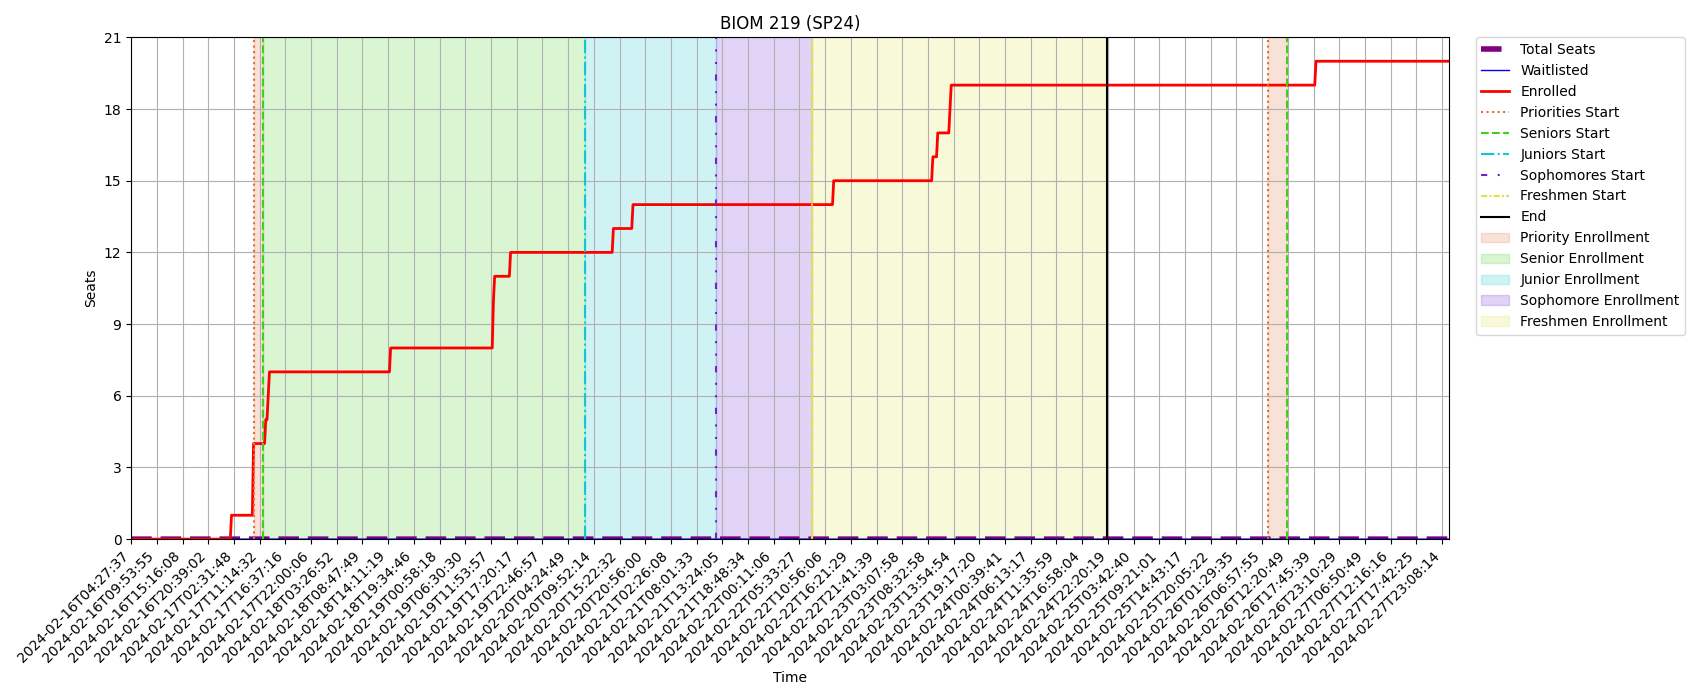 BIOM 219 (SP24)
21
18
15
12
9
6
3
0
Seats
2024-02-16T04:27:37
2024-02-16T09:53:55
2024-02-16T15:16:08
2024-02-16T20:39:02
2024-02-17T02:31:48
2024-02-17T11:14:32
2024-02-17T16:37:16
2024-02-17T22:00:06
2024-02-18T03:26:52
2024-02-18T08:47:49
2024-02-18T14:11:19
2024-02-18T19:34:46
2024-02-19T00:58:18
2024-02-19T06:30:30
2024-02-19T11:53:57
2024-02-19T17:20:17
2024-02-19T22:46:57
2024-02-20T04:24:49
2024-02-20T09:52:14
2024-02-20T15:22:32
2024-02-20T20:56:00
2024-02-21T02:26:08
2024-02-21T08:01:33
2024-02-21T13:24:05
2024-02-21T18:48:34
2024-02-22T00:11:06
2024-02-22T05:33:27
2024-02-22T10:56:06
2024-02-22T16:21:29
2024-02-22T21:41:39
2024-02-23T03:07:58
2024-02-23T08:32:58
2024-02-23T13:54:54
2024-02-23T19:17:20
2024-02-24T00:39:41
2024-02-24T06:13:17
2024-02-24T11:35:59
2024-02-24T16:58:04
2024-02-24T22:20:19
2024-02-25T03:42:40
2024-02-25T09:21:01
2024-02-25T14:43:17
2024-02-25T20:05:22
2024-02-26T01:29:35
2024-02-26T06:57:55
2024-02-26T12:20:49
2024-02-26T17:45:39
2024-02-26T23:10:29
2024-02-27T06:50:49
2024-02-27T12:16:16
2024-02-27T17:42:25
2024-02-27T23:08:14
Time
Total Seats
Waitlisted
Enrolled
Priorities Start
Seniors Start
Juniors Start
Sophomores Start
Freshmen Start
End
Priority Enrollment
Senior Enrollment
Junior Enrollment
Sophomore Enrollment
Freshmen Enrollment